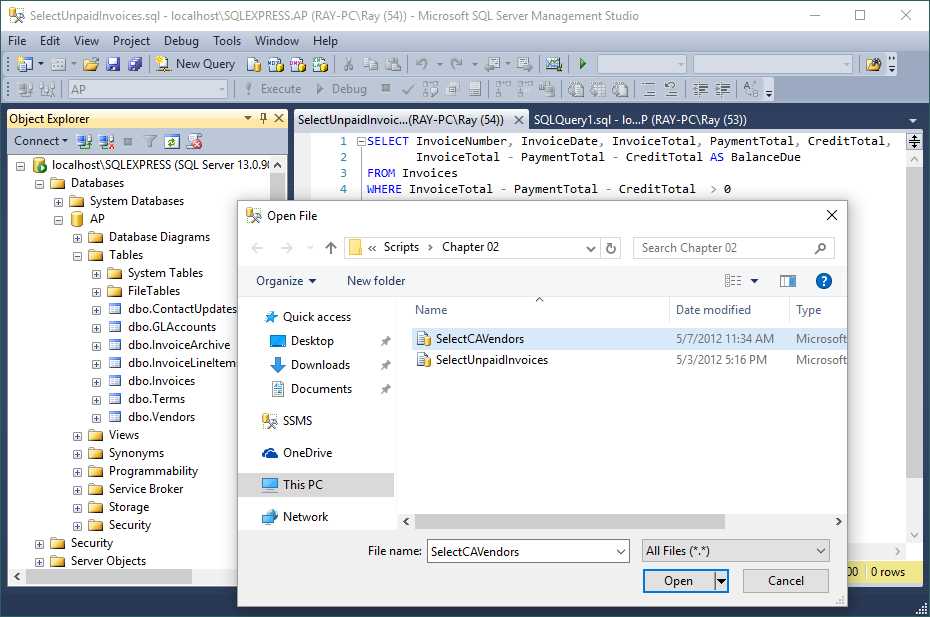 SelectUnpaidInvoices.sql - localhost\SQLEXPRESS.AP (RAY-PC\Ray (54)) - Microsoft SQL Server Management Studio
File Edit View Project Debug Tools Window Help
New Query
AP Execute Debug
Object Explorer
SelectUnpaidInvoic...(RAY-PC\Ray (54)) SQLQuery1.sql - lo...P (RAY-PC\Ray (53))
Connect
1 SELECT InvoiceNumber, InvoiceDate, InvoiceTotal, PaymentTotal, CreditTotal,
2 InvoiceTotal - PaymentTotal - CreditTotal AS BalanceDue
3 FROM Invoices
4 WHERE InvoiceTotal - PaymentTotal - CreditTotal > 0
localhost\SQLEXPRESS (SQL Server 13.0.90
Databases
System Databases
AP
Database Diagrams
Tables
System Tables
FileTables
dbo.ContactUpdates
dbo.GLAccounts
dbo.InvoiceArchive
dbo.InvoiceLineItem
dbo.Invoices
dbo.Terms
dbo.Vendors
Views
Synonyms
Programmability
Service Broker
Storage
Security
Security
Server Objects
Open File
« Scripts › Chapter 02 Search Chapter 02
Organize New folder
Name Date modified Type
Quick access
Desktop
Downloads
Documents
SSMS
OneDrive
This PC
Network
SelectCAVendors 5/7/2012 11:34 AM Microsoft
SelectUnpaidInvoices 5/3/2012 5:16 PM Microsoft
File name: SelectCAVendors All Files (*.*)
Open Cancel
00 0 rows